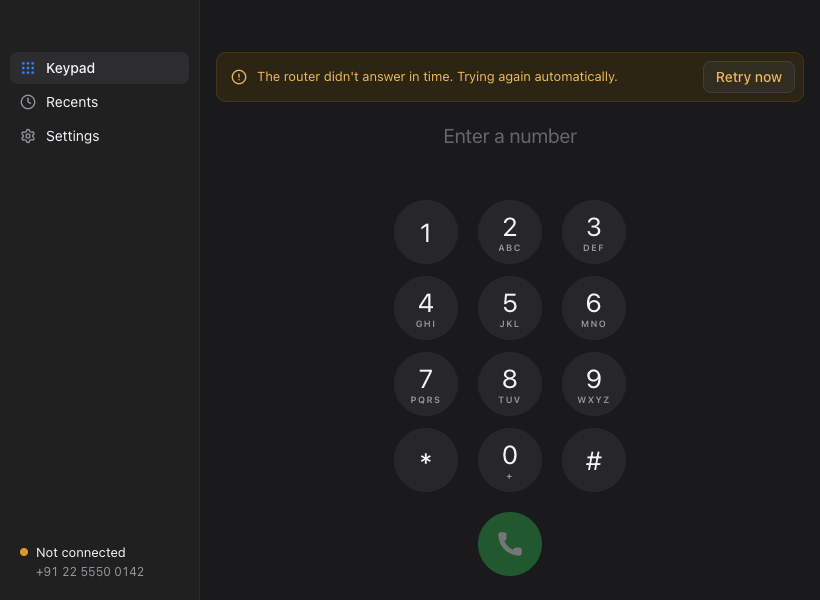 Keypad
Recents
Settings
The router didn't answer in time. Trying again automatically.
Retry now
Enter a number
1
2
ABC
3
DEF
4
GHI
5
JKL
6
MNO
7
PQRS
8
TUV
9
WXYZ
*
0
+
#
Not connected
+91 22 5550 0142